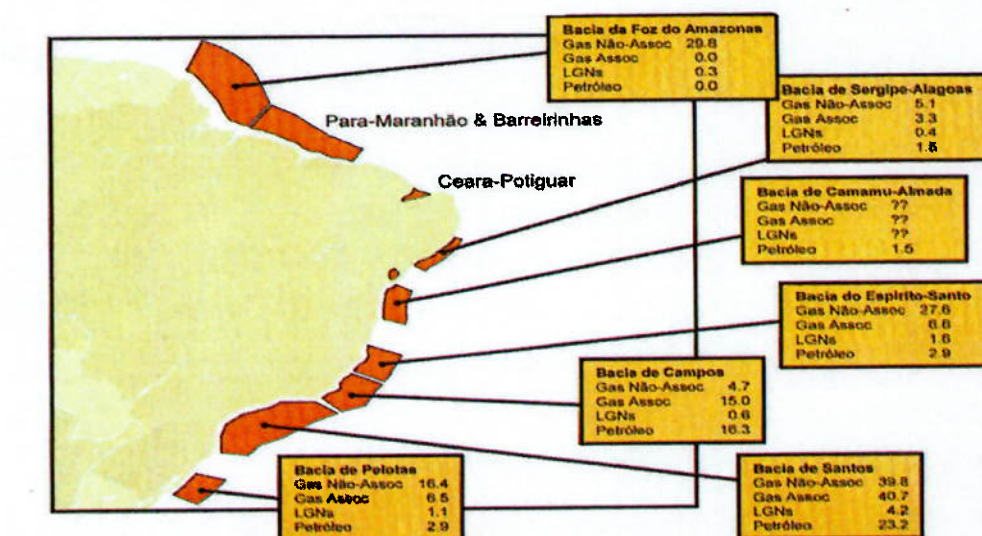 Bacia da Foz do Amazonas
Gas Não-Assoc 29.8
Gas Assoc 0.0
LGNs 0.3
Petróleo 0.0
Bacia de Sergipe-Alagoas
Gas Não-Assoc 5.1
Gas Assoc 3.3
LGNs 0.4
Petróleo 1.5
Para-Maranhão & Barreirinhas
Ceara-Potiguar
Bacia de Camamu-Almada
Gas Não-Assoc ??
Gas Assoc ??
LGNs ??
Petróleo 1.5
Bacia do Espirito-Santo
Gas Não-Assoc 27.6
Gas Assoc 6.6
LGNs 1.6
Petróleo 2.9
Bacia de Campos
Gas Não-Assoc 4.7
Gas Assoc 15.0
LGNs 0.6
Petróleo 16.3
Bacia de Pelotas
Gas Não-Assoc 16.4
Gas Assoc 6.5
LGNs 1.1
Petróleo 2.9
Bacia de Santos
Gas Não-Assoc 39.8
Gas Assoc 40.7
LGNs 4.2
Petróleo 23.2